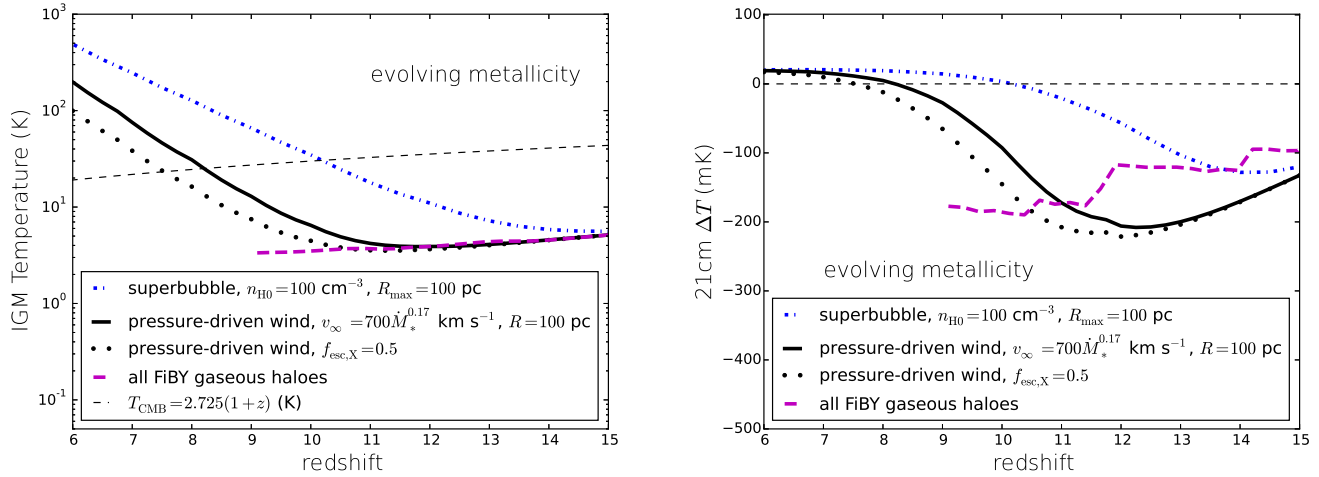 IGM Temperature (K)
10³
10²
10¹
10⁰
10⁻¹
evolving metallicity
superbubble, n_H0=100 cm⁻³, R_max=100 pc
pressure-driven wind, v_∞ =700Ṁ_*^0.17 km s⁻¹, R=100 pc
pressure-driven wind, f_esc,X=0.5
all FiBY gaseous haloes
T_CMB=2.725(1+z) (K)
6 7 8 9 10 11 12 13 14 15
redshift
21cm ΔT (mK)
100
0
−100
−200
−300
−400
−500
evolving metallicity
superbubble, n_H0=100 cm⁻³, R_max=100 pc
pressure-driven wind, v_∞ =700Ṁ_*^0.17 km s⁻¹, R=100 pc
pressure-driven wind, f_esc,X=0.5
all FiBY gaseous haloes
6 7 8 9 10 11 12 13 14 15
redshift